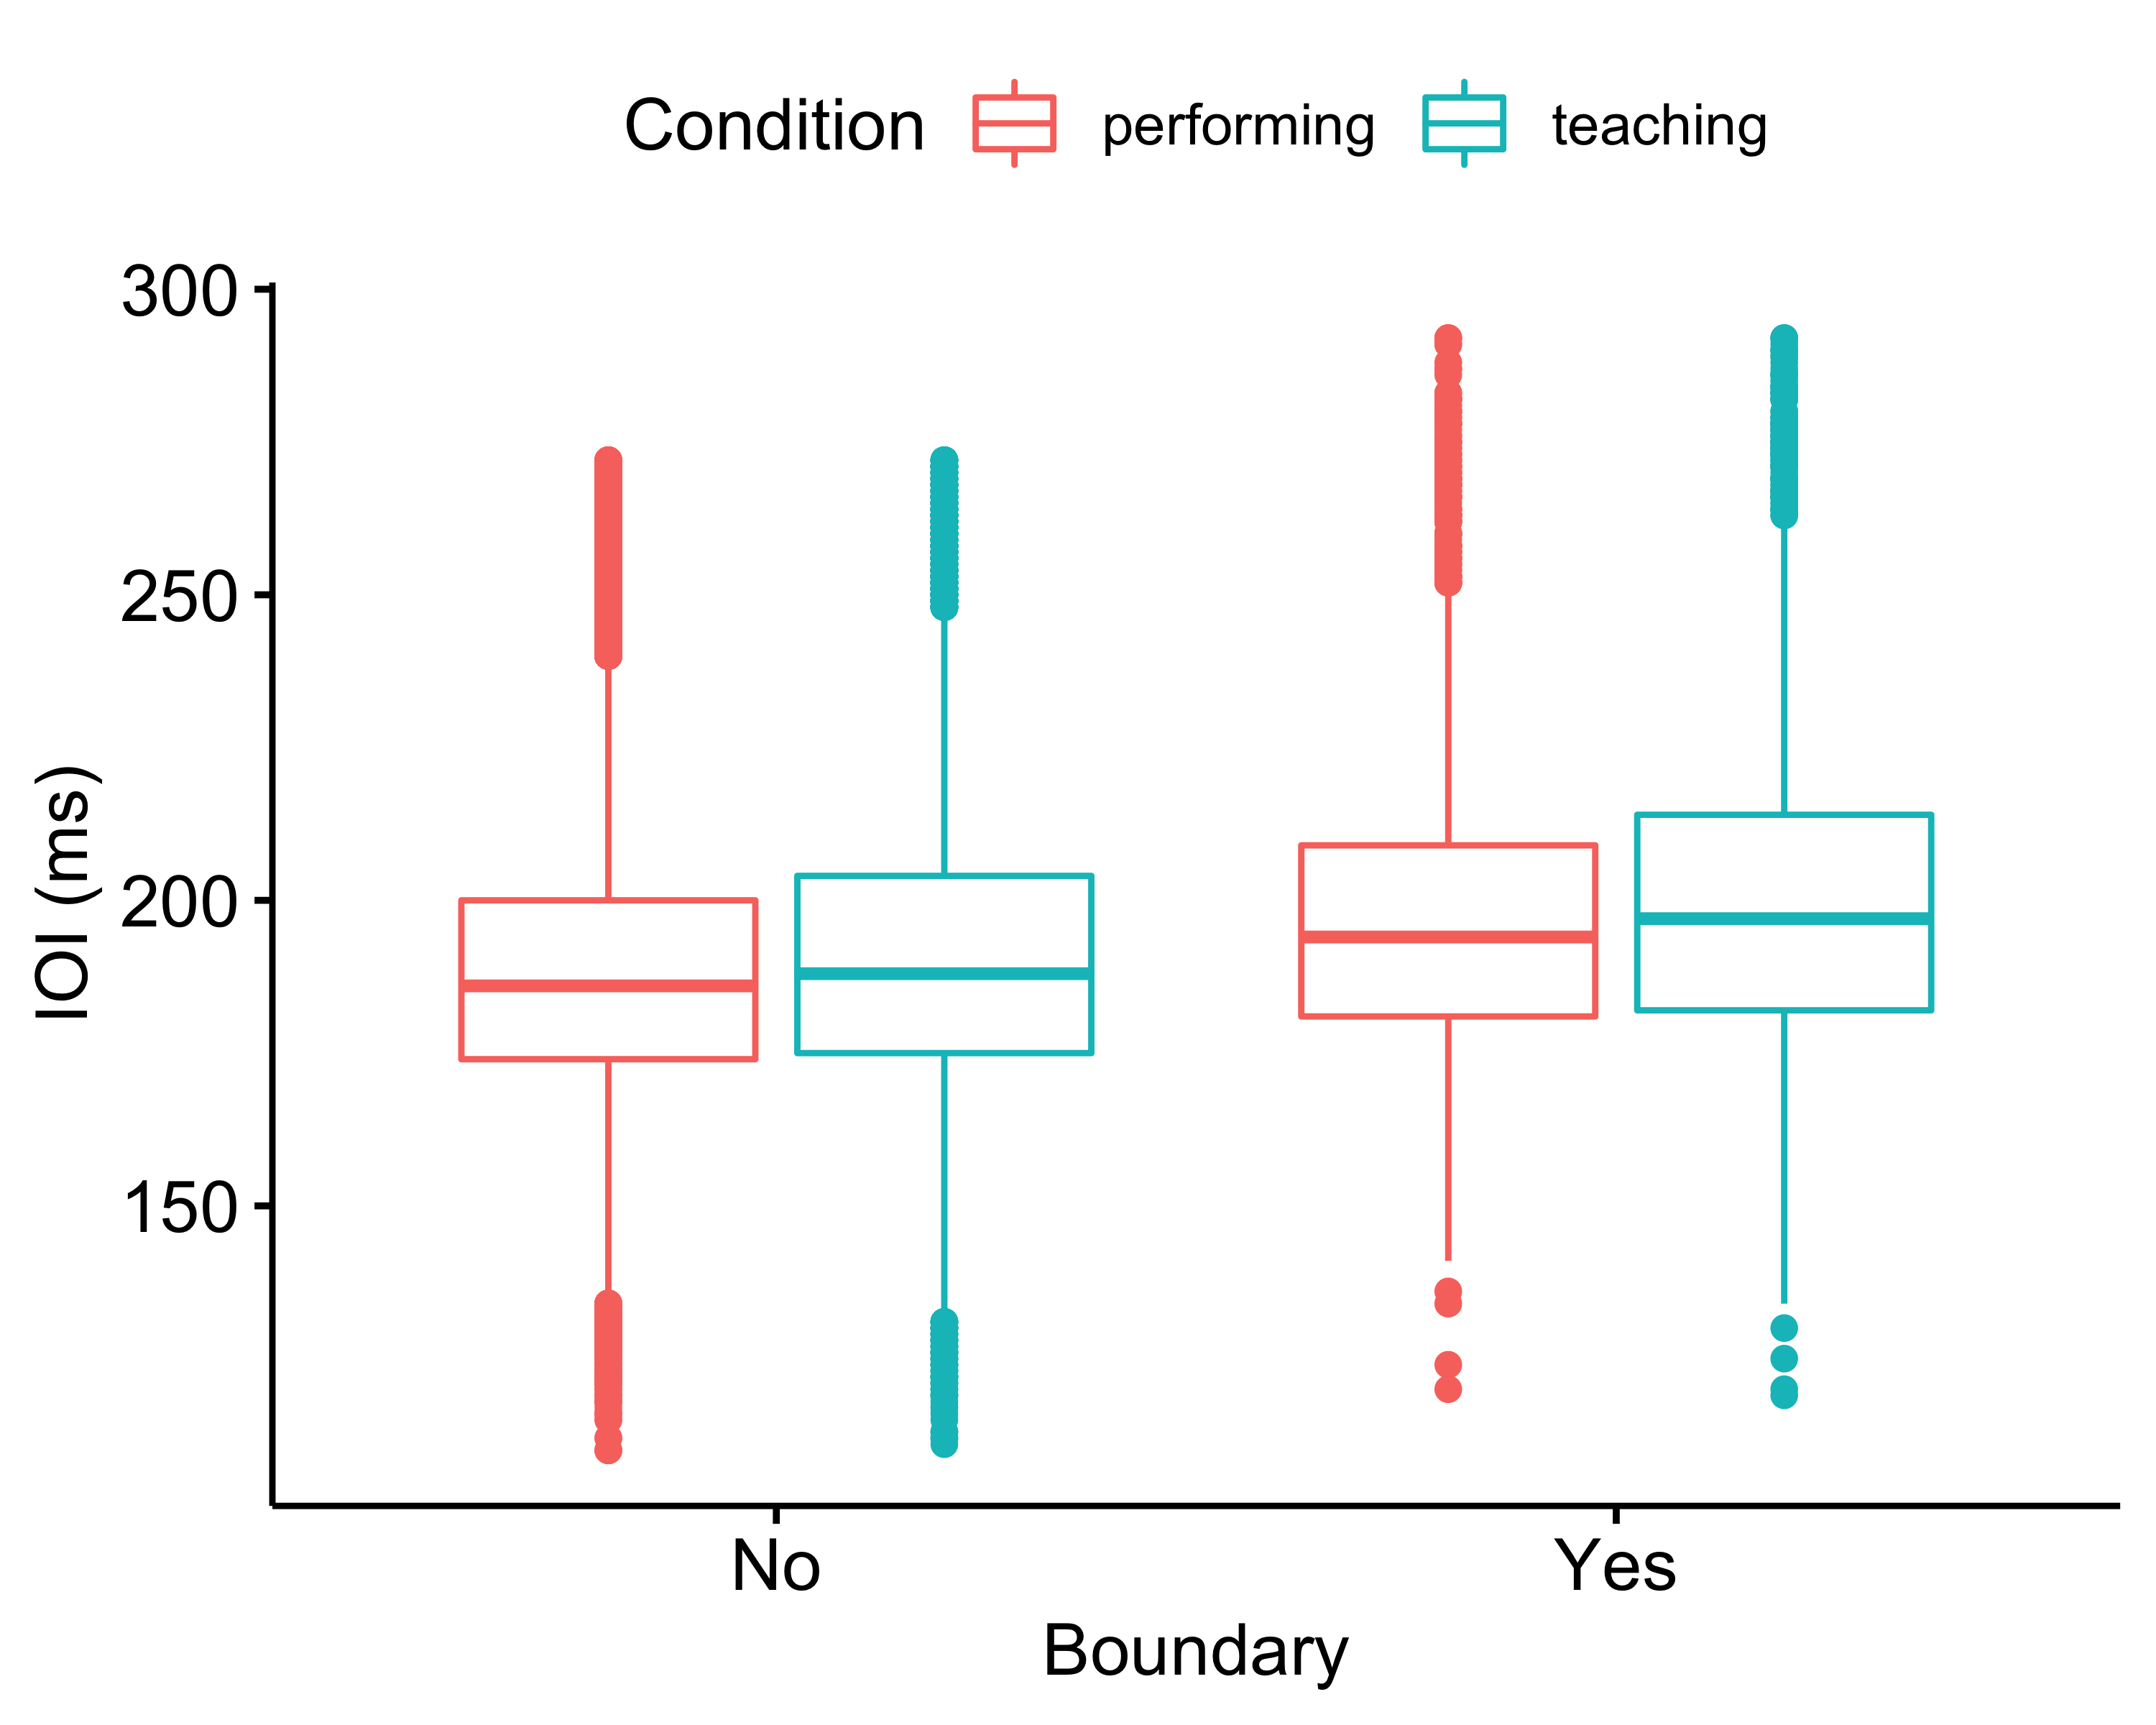 Condition performing teaching
300
250
200
150
IOI (ms)
No Yes
Boundary